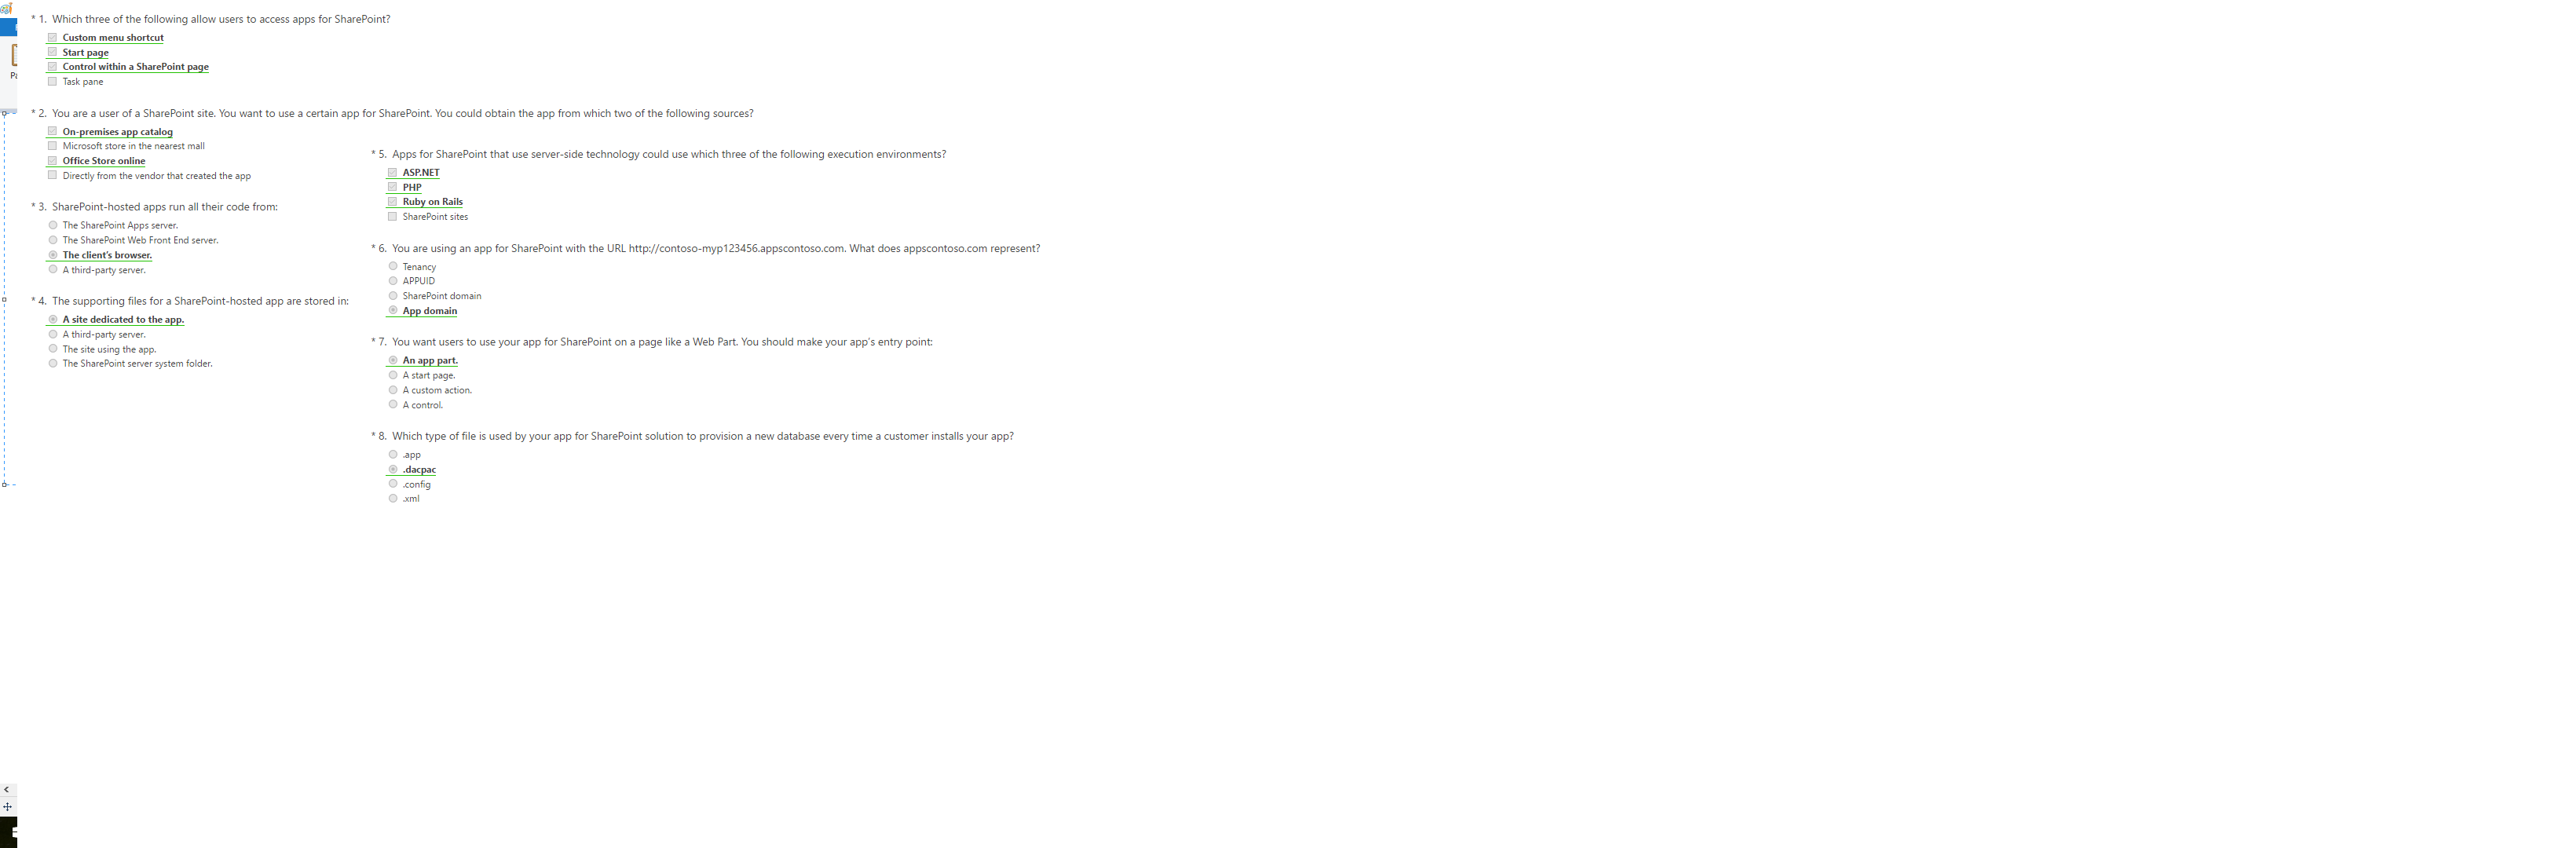 * 1. Which three of the following allow users to access apps for SharePoint?
Custom menu shortcut
Start page
Control within a SharePoint page
Task pane
* 2. You are a user of a SharePoint site. You want to use a certain app for SharePoint. You could obtain the app from which two of the following sources?
On-premises app catalog
Microsoft store in the nearest mall
Office Store online
Directly from the vendor that created the app
* 3. SharePoint-hosted apps run all their code from:
The SharePoint Apps server.
The SharePoint Web Front End server.
The client's browser.
A third-party server.
* 4. The supporting files for a SharePoint-hosted app are stored in:
A site dedicated to the app.
A third-party server.
The site using the app.
The SharePoint server system folder.
* 5. Apps for SharePoint that use server-side technology could use which three of the following execution environments?
ASP.NET
PHP
Ruby on Rails
SharePoint sites
* 6. You are using an app for SharePoint with the URL http://contoso-myp123456.appscontoso.com. What does appscontoso.com represent?
Tenancy
APPUID
SharePoint domain
App domain
* 7. You want users to use your app for SharePoint on a page like a Web Part. You should make your app's entry point:
An app part.
A start page.
A custom action.
A control.
* 8. Which type of file is used by your app for SharePoint solution to provision a new database every time a customer installs your app?
.app
.dacpac
.config
.xml